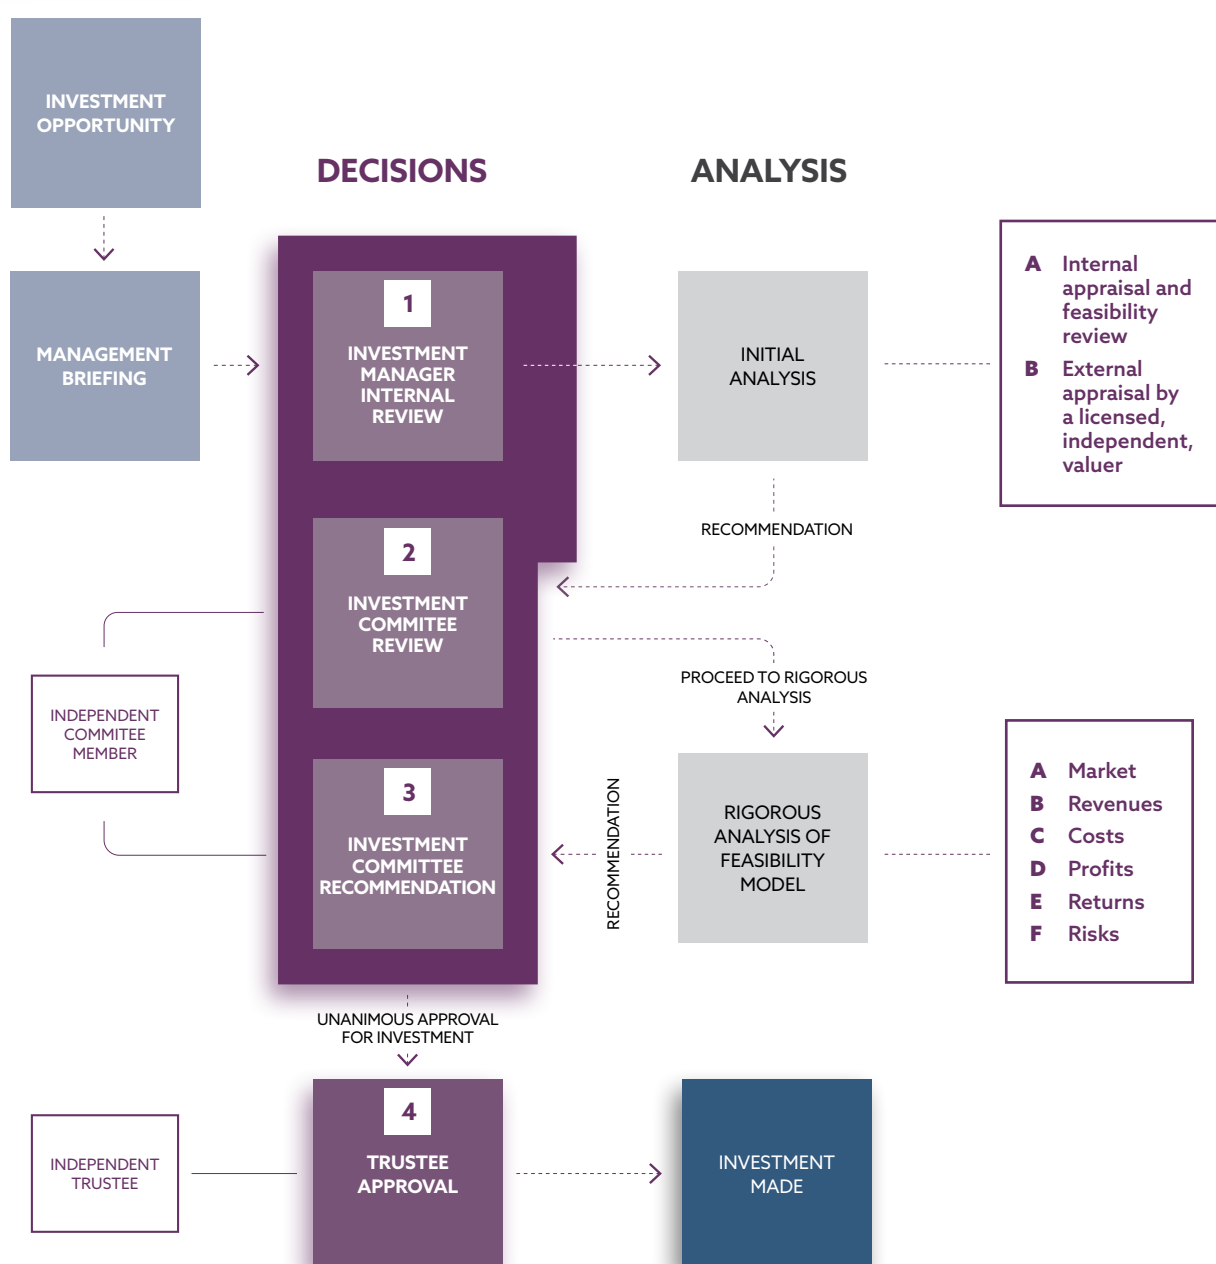 INVESTMENT
OPPORTUNITY
DECISIONS
ANALYSIS
MANAGEMENT
BRIEFING
1
INVESTMENT
MANAGER
INTERNAL
REVIEW
INITIAL
ANALYSIS
A Internal
appraisal and
feasibility
review
B External
appraisal by
a licensed,
independent,
valuer
RECOMMENDATION
2
INVESTMENT
COMMITEE
REVIEW
PROCEED TO RIGOROUS
ANALYSIS
INDEPENDENT
COMMITEE
MEMBER
3
INVESTMENT
COMMITTEE
RECOMMENDATION
RECOMMENDATION
RIGOROUS
ANALYSIS OF
FEASIBILITY
MODEL
A Market
B Revenues
C Costs
D Profits
E Returns
F Risks
UNANIMOUS APPROVAL
FOR INVESTMENT
INDEPENDENT
TRUSTEE
4
TRUSTEE
APPROVAL
INVESTMENT
MADE